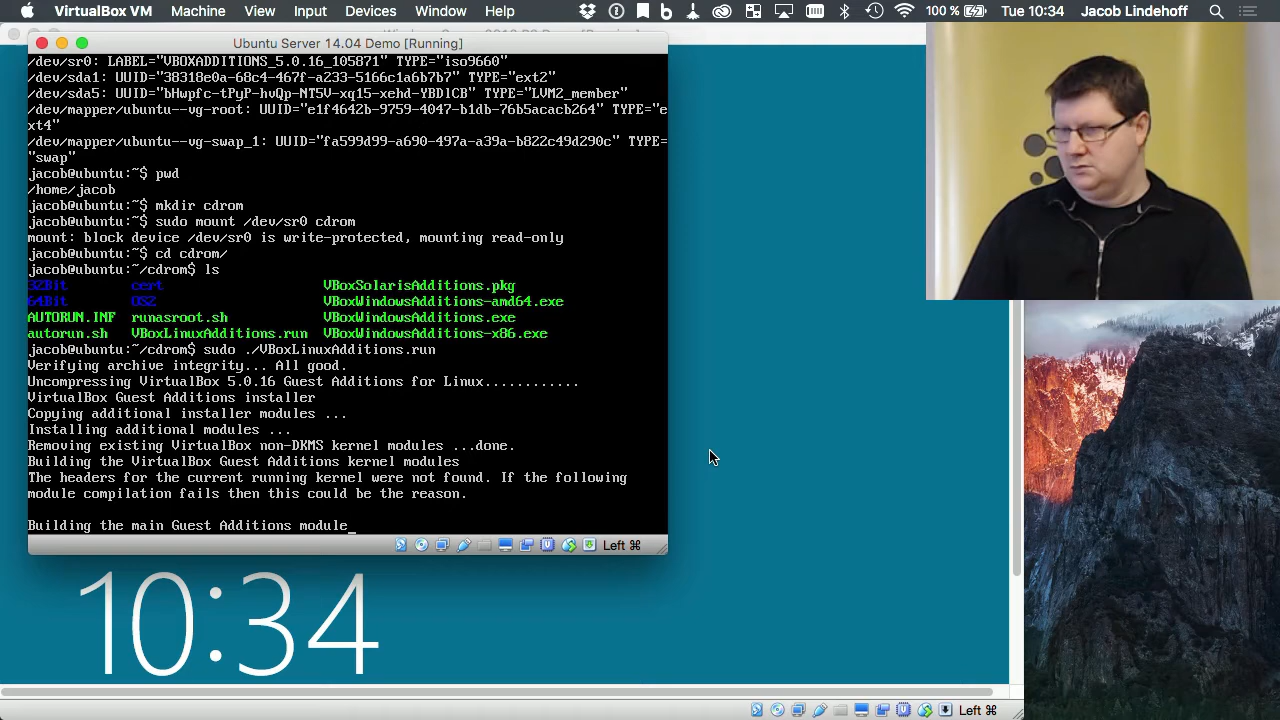 VirtualBox VM Machine View Input Devices Window Help 100 % Tue 10:34 Jacob Lindehoff
Ubuntu Server 14.04 Demo [Running]
/dev/sr0: LABEL="VBOXADDITIONS_5.0.16_105871" TYPE="iso9660"
/dev/sda1: UUID="38318e0a-68c4-467f-a233-5166c1a6b7b7" TYPE="ext2"
/dev/sda5: UUID="bHwpfc-tPyP-hvQp-NT5V-xq15-xehd-YBD1CB" TYPE="LVM2_member"
/dev/mapper/ubuntu--vg-root: UUID="e1f4642b-9759-4047-b1db-76b5acacb264" TYPE="e
xt4"
/dev/mapper/ubuntu--vg-swap_1: UUID="fa599d99-a690-497a-a39a-b822c49d290c" TYPE=
"swap"
jacob@ubuntu:~$ pwd
/home/jacob
jacob@ubuntu:~$ mkdir cdrom
jacob@ubuntu:~$ sudo mount /dev/sr0 cdrom
mount: block device /dev/sr0 is write-protected, mounting read-only
jacob@ubuntu:~$ cd cdrom/
jacob@ubuntu:~/cdrom$ ls
32Bit cert VBoxSolarisAdditions.pkg
64Bit OS2 VBoxWindowsAdditions-amd64.exe
AUTORUN.INF runasroot.sh VBoxWindowsAdditions.exe
autorun.sh VBoxLinuxAdditions.run VBoxWindowsAdditions-x86.exe
jacob@ubuntu:~/cdrom$ sudo ./VBoxLinuxAdditions.run
Verifying archive integrity... All good.
Uncompressing VirtualBox 5.0.16 Guest Additions for Linux............
VirtualBox Guest Additions installer
Copying additional installer modules ...
Installing additional modules ...
Removing existing VirtualBox non-DKMS kernel modules ...done.
Building the VirtualBox Guest Additions kernel modules
The headers for the current running kernel were not found. If the following
module compilation fails then this could be the reason.
Building the main Guest Additions module_
Left ⌘
10:34
Left ⌘